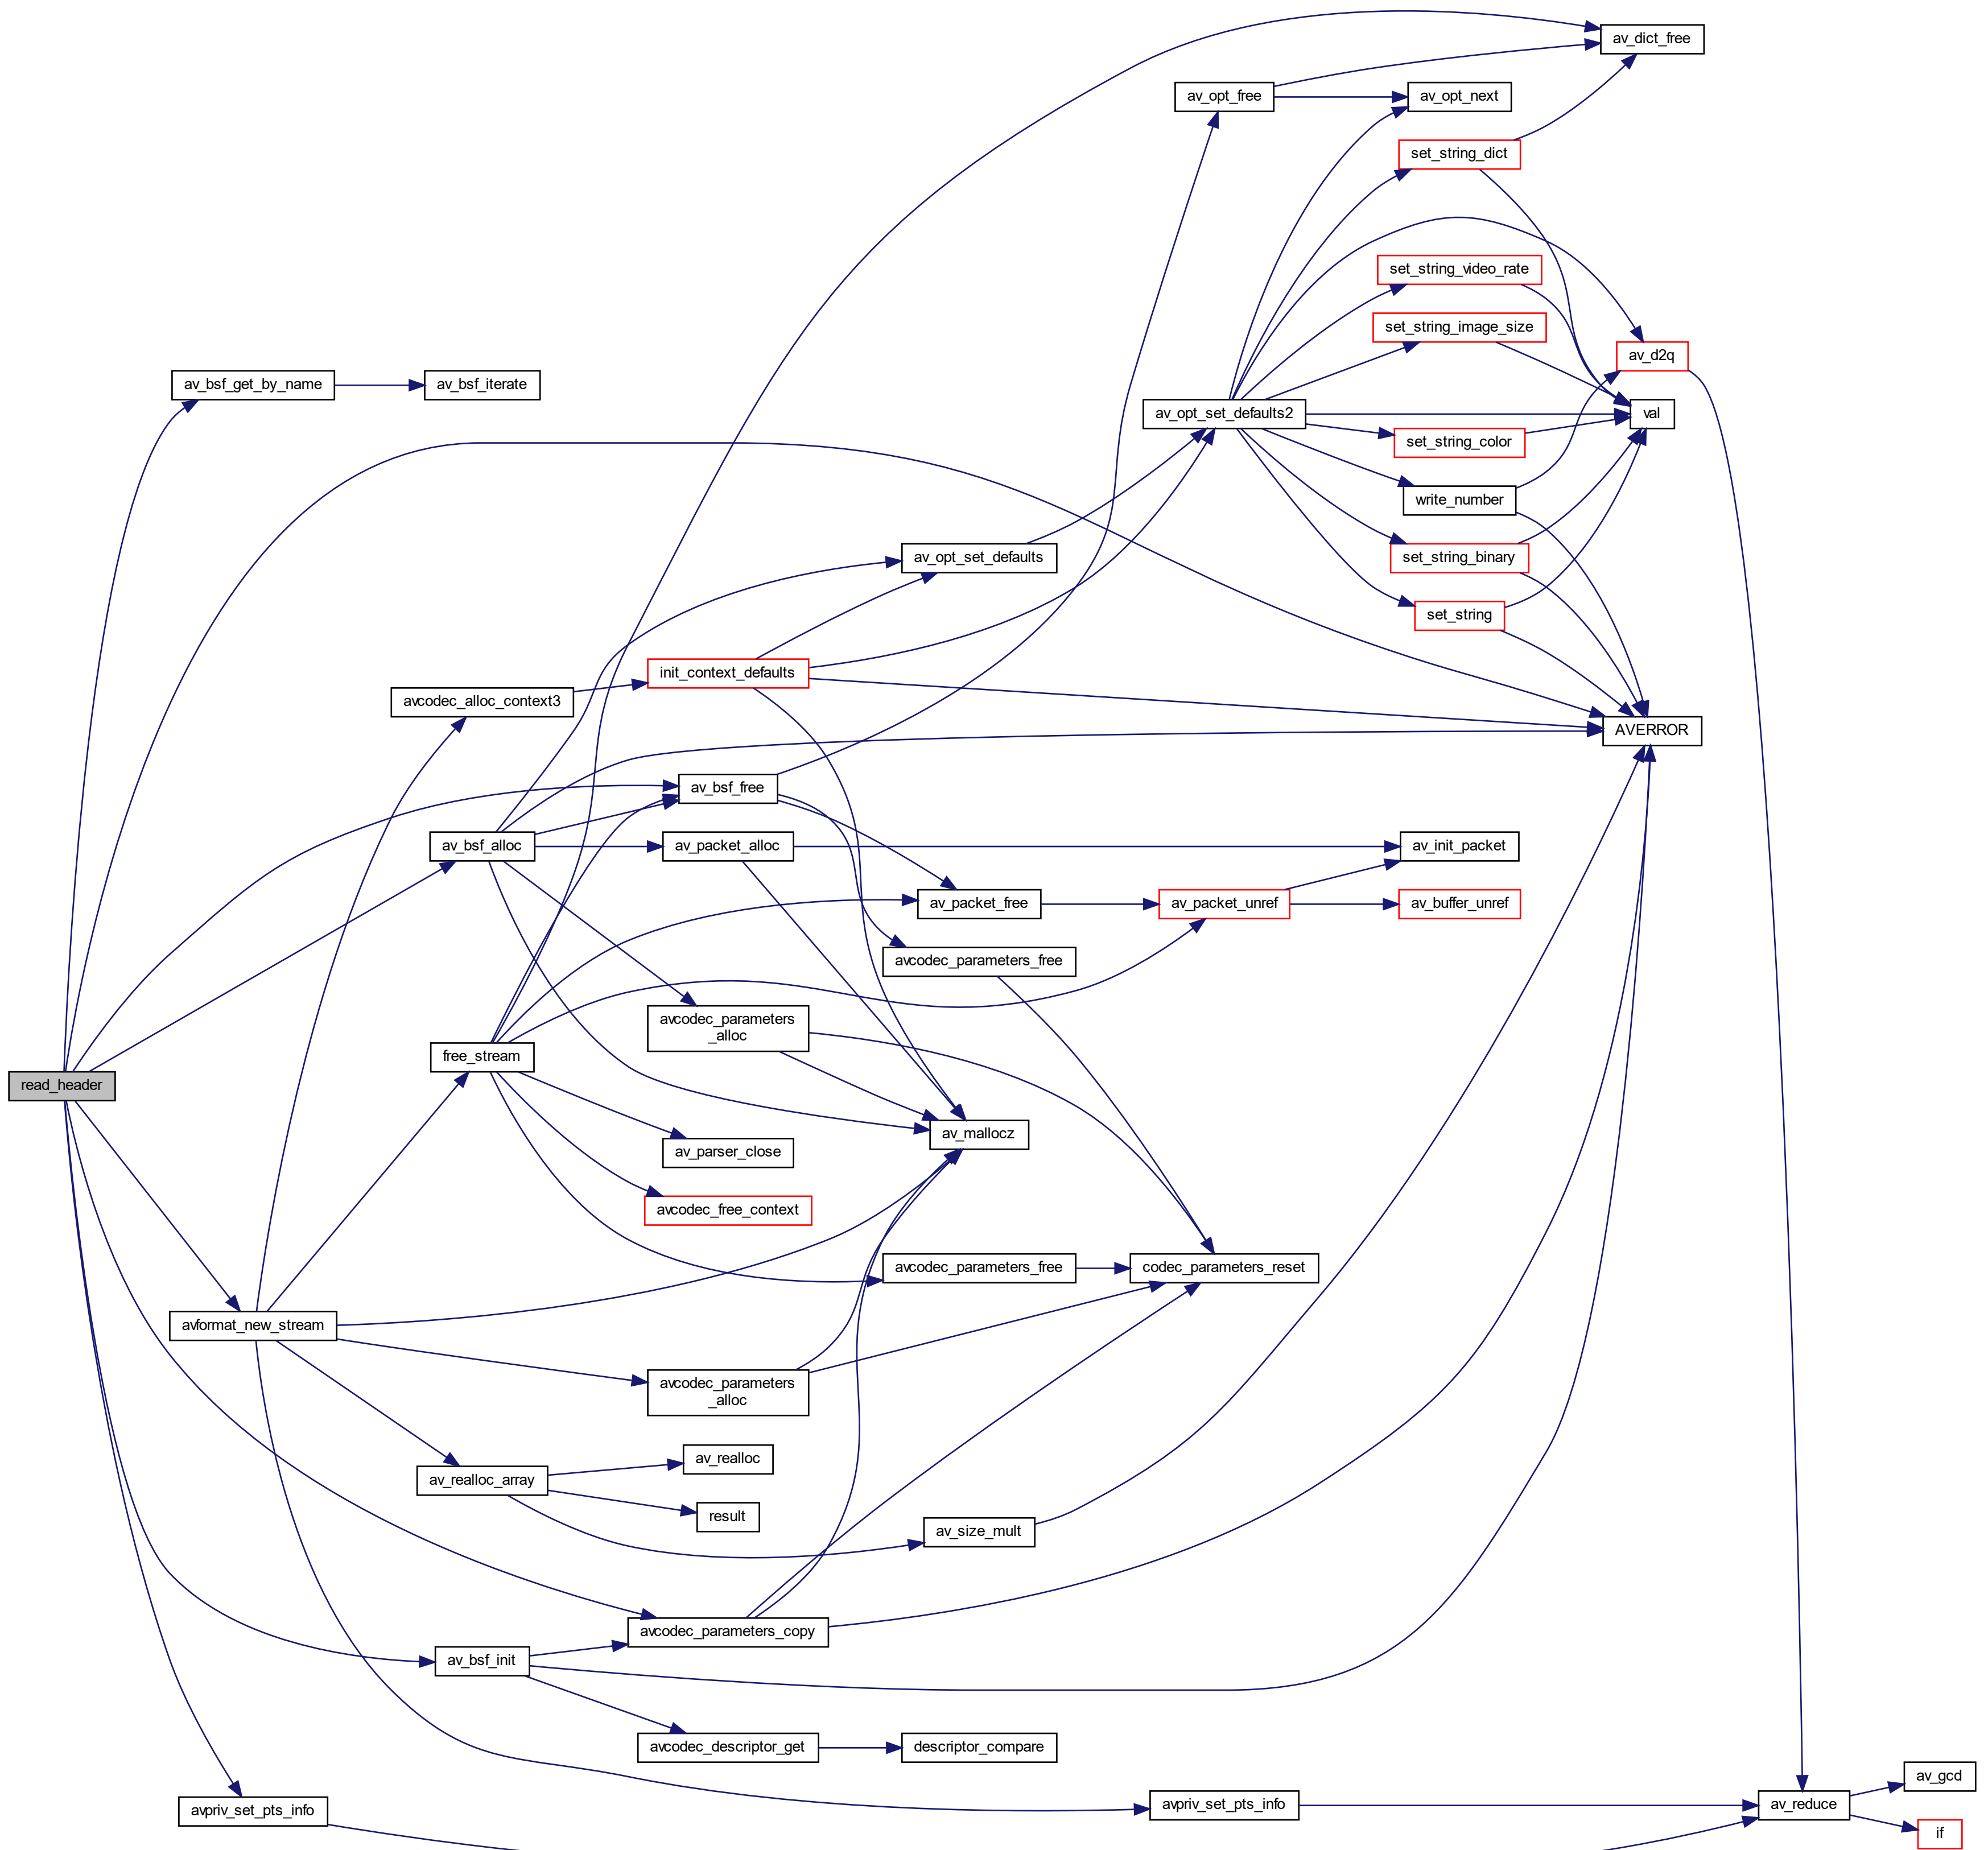 av_dict_free
av_opt_free
av_opt_next
set_string_dict
set_string_video_rate
set_string_image_size
av_d2q
av_bsf_get_by_name
av_bsf_iterate
av_opt_set_defaults2
val
set_string_color
write_number
av_opt_set_defaults
set_string_binary
set_string
init_context_defaults
avcodec_alloc_context3
AVERROR
av_bsf_free
av_bsf_alloc
av_packet_alloc
av_init_packet
av_packet_free
av_packet_unref
av_buffer_unref
avcodec_parameters_free
avcodec_parameters
_alloc
free_stream
read_header
av_mallocz
av_parser_close
avcodec_free_context
avcodec_parameters_free
codec_parameters_reset
avformat_new_stream
avcodec_parameters
_alloc
av_realloc
av_realloc_array
result
av_size_mult
avcodec_parameters_copy
av_bsf_init
avcodec_descriptor_get
descriptor_compare
av_gcd
avpriv_set_pts_info
avpriv_set_pts_info
av_reduce
if